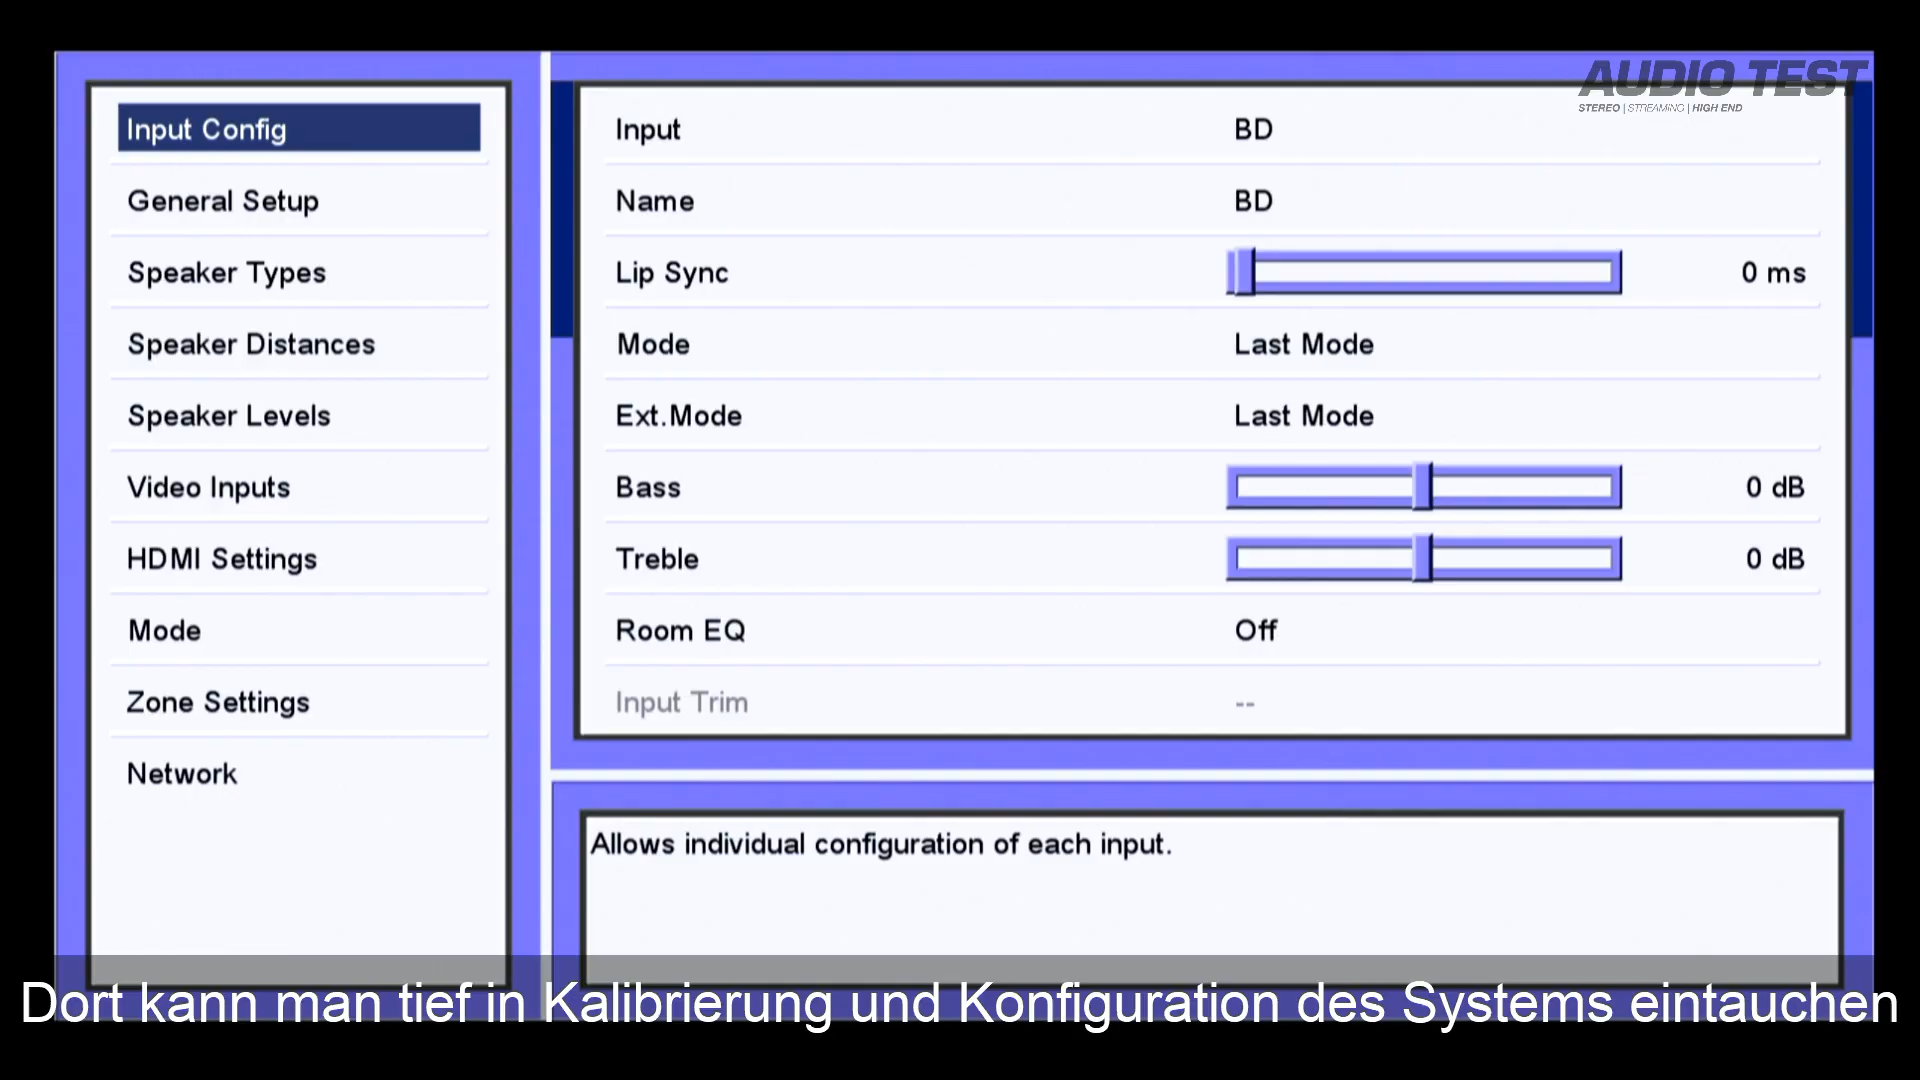 AUDIO TEST
STEREO | STREAMING | HIGH END
Input Config
General Setup
Speaker Types
Speaker Distances
Speaker Levels
Video Inputs
HDMI Settings
Mode
Zone Settings
Network
Input BD
Name BD
Lip Sync 0 ms
Mode Last Mode
Ext.Mode Last Mode
Bass 0 dB
Treble 0 dB
Room EQ Off
Input Trim --
Allows individual configuration of each input.
Dort kann man tief in Kalibrierung und Konfiguration des Systems eintauchen